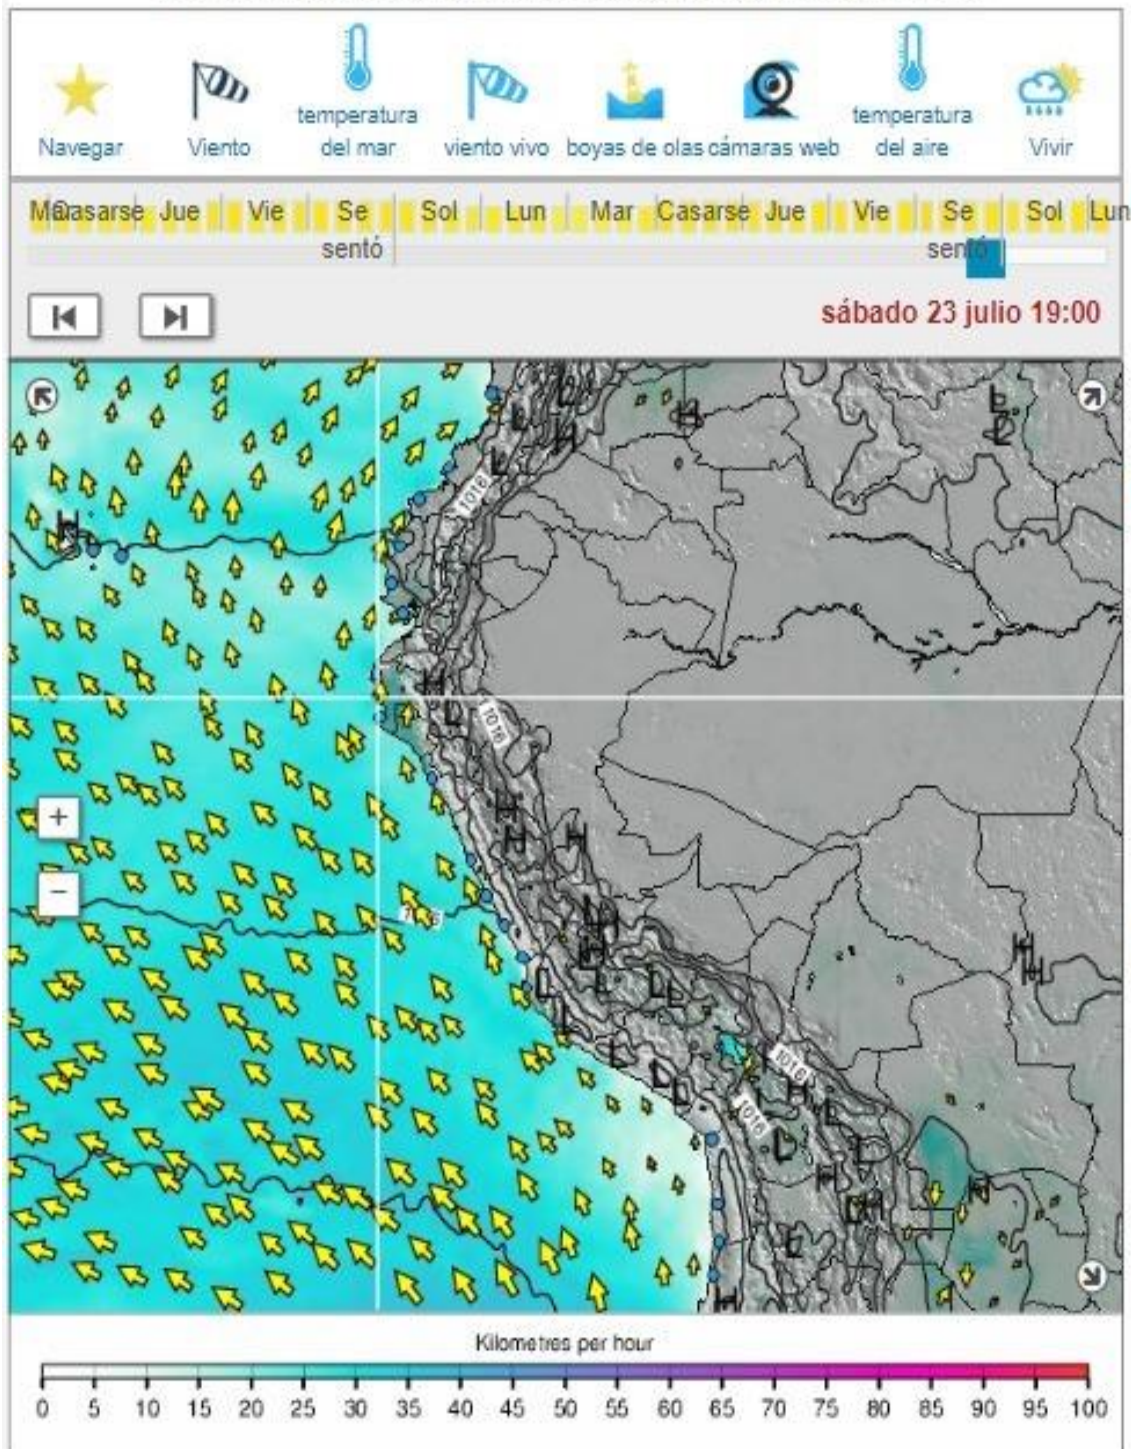 Navegar
Viento
temperatura
del mar
viento vivo
boyas de olas
cámaras web
temperatura
del aire
Vivir
Casarse Jue Vie Se Sol Lun Mar Casarse Jue Vie Se Sol Lun
sentó sentó
sábado 23 julio 19:00
L
L
H
L
H
L
L
1016
H
H
L
1016
+
H
H
H
−
L
H
H
H
L
L
L
L
L
L
L
L
1016
H
L
1016
L
L
H
H
L
H
L
H
Kilometres per hour
0 5 10 15 20 25 30 35 40 45 50 55 60 65 70 75 80 85 90 95 100